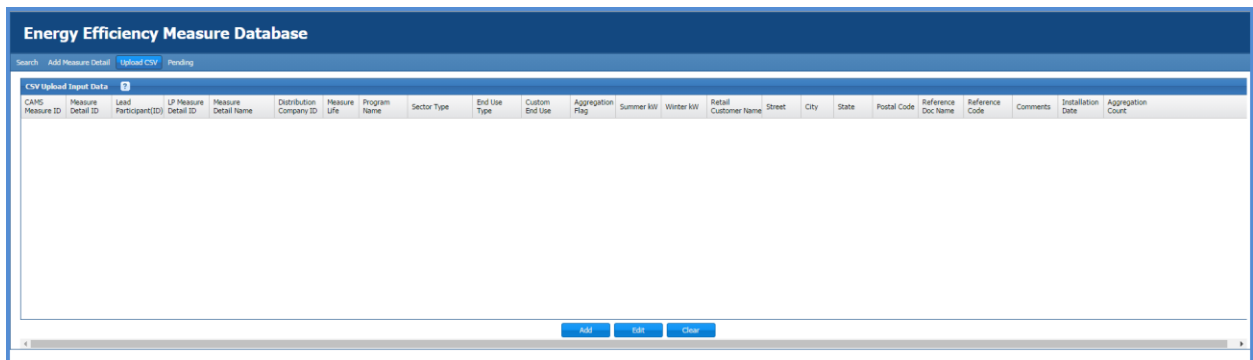 Energy Efficiency Measure Database
Search Add Measure Detail Upload CSV Pending
CSV Upload Input Data ?
CAMS Measure ID
Measure Detail ID
Lead Participant(ID)
LP Measure Detail ID
Measure Detail Name
Distribution Company ID
Measure Life
Program Name
Sector Type
End Use Type
Custom End Use
Aggregation Flag
Summer kW
Winter kW
Retail Customer Name
Street
City
State
Postal Code
Reference Doc Name
Reference Code
Comments
Installation Date
Aggregation Count
Add Edit Clear